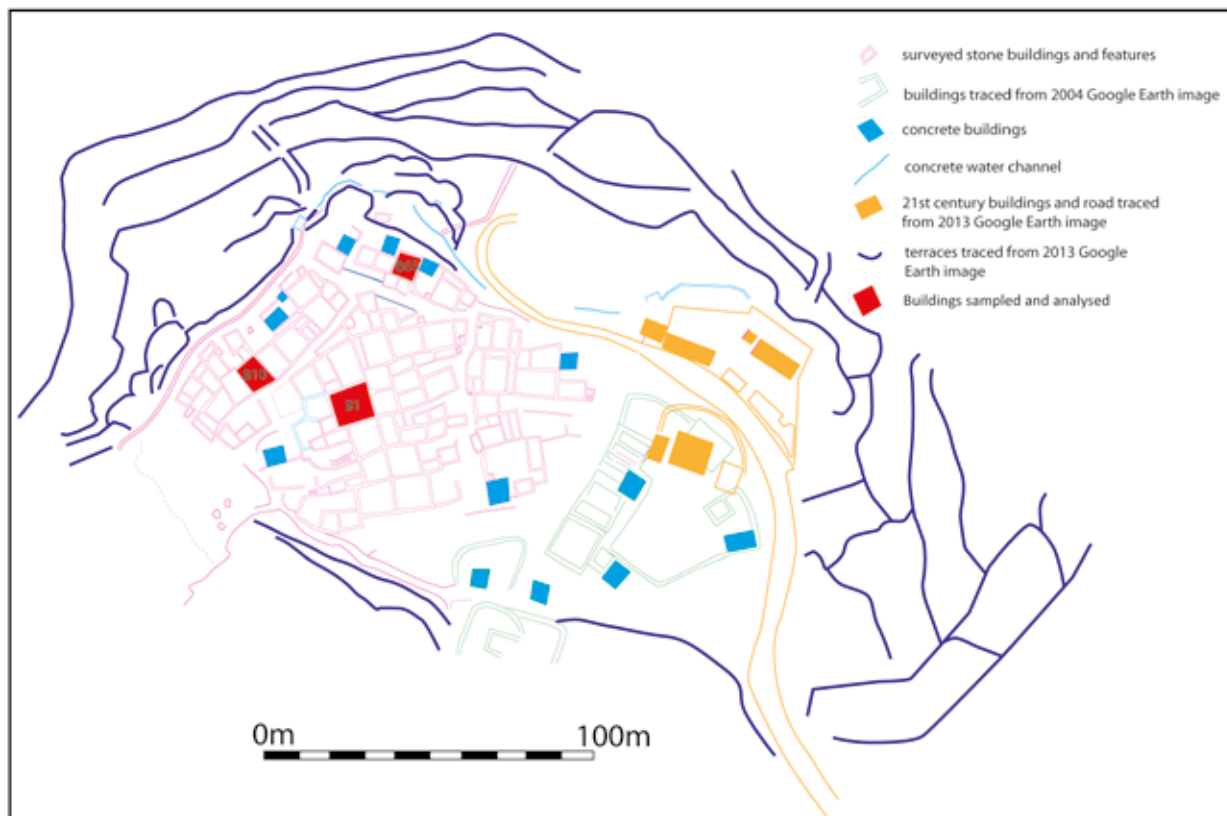 surveyed stone buildings and features
buildings traced from 2004 Google Earth image
concrete buildings
concrete water channel
21st century buildings and road traced
from 2013 Google Earth image
terraces traced from 2013 Google
Earth image
Buildings sampled and analysed
B10
B1
0m 100m